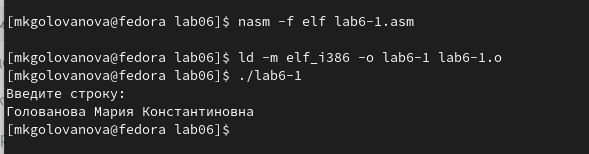 [mkgolovanova@fedora lab06]$ nasm -f elf lab6-1.asm
[mkgolovanova@fedora lab06]$ ld -m elf_i386 -o lab6-1 lab6-1.o
[mkgolovanova@fedora lab06]$ ./lab6-1
Введите строку:
Голованова Мария Константиновна
[mkgolovanova@fedora lab06]$